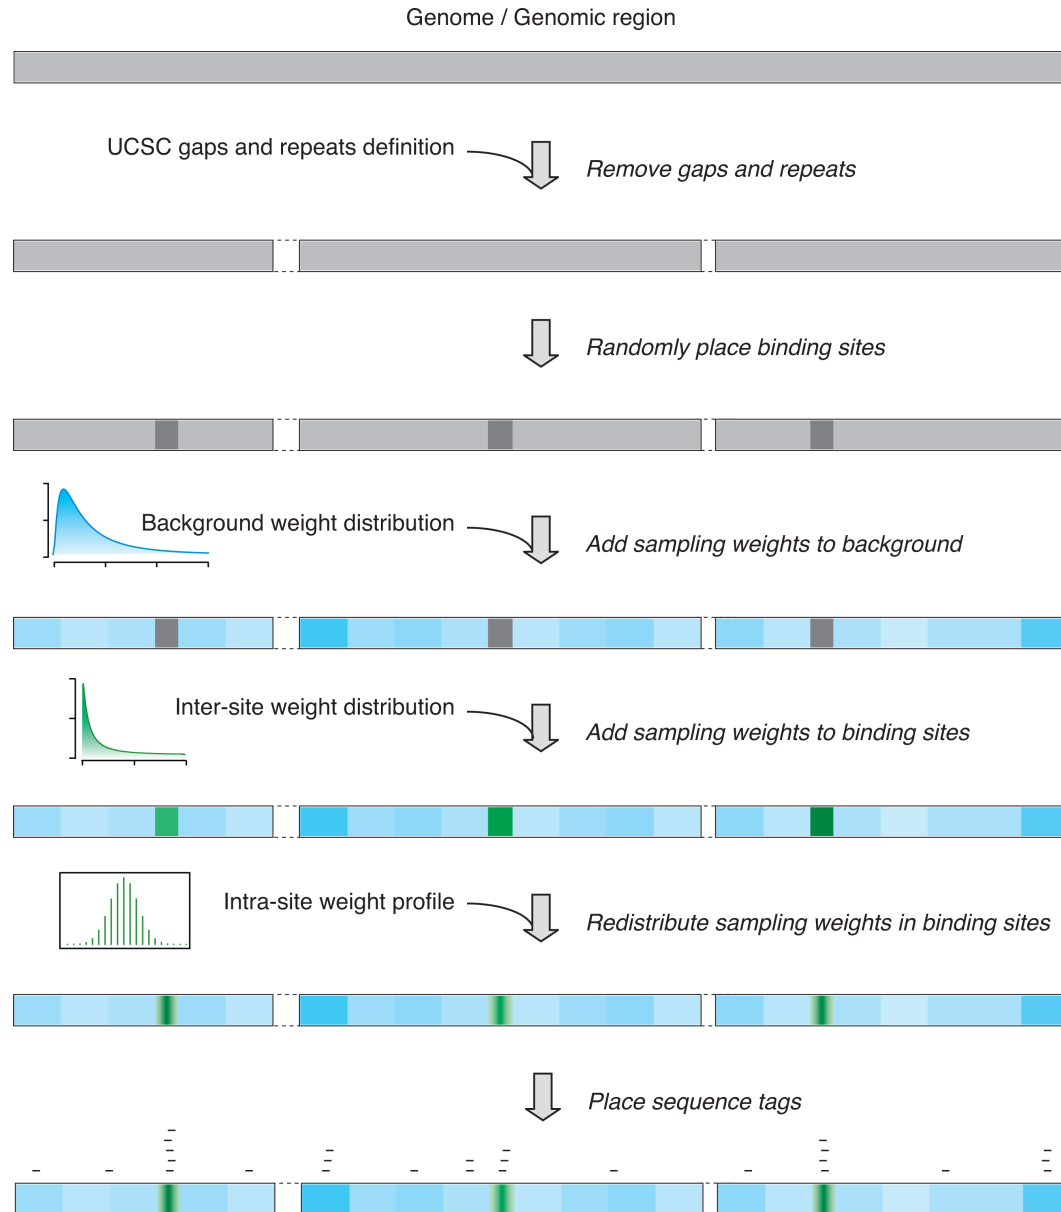 Genome / Genomic region
UCSC gaps and repeats definition
Remove gaps and repeats
Randomly place binding sites
Background weight distribution
Add sampling weights to background
Inter-site weight distribution
Add sampling weights to binding sites
Intra-site weight profile
Redistribute sampling weights in binding sites
Place sequence tags